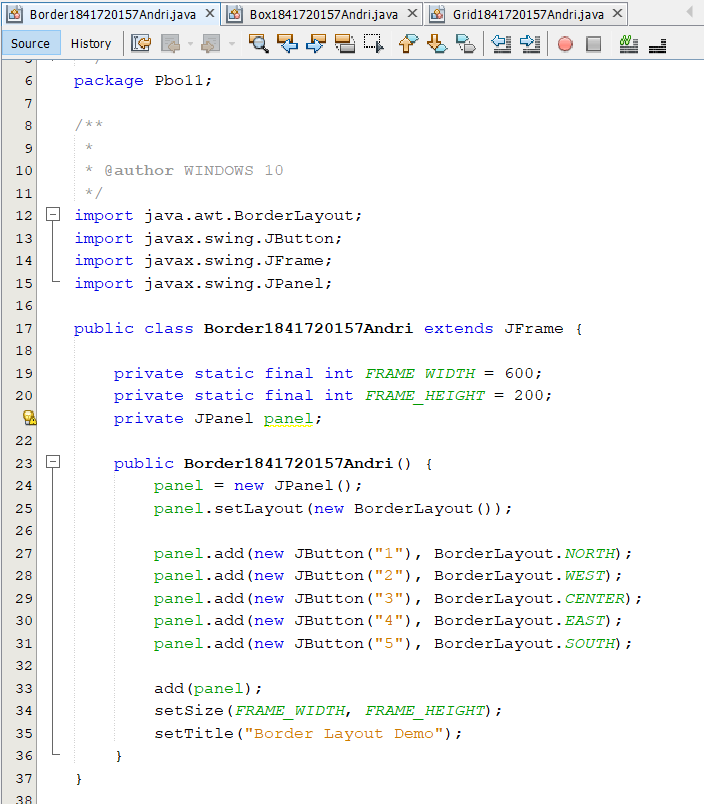 Border1841720157Andri.java Box1841720157Andri.java Grid1841720157Andri.java
Source History
6 package Pbo11;
7
8 /**
9 *
10 * @author WINDOWS 10
11 */
12 import java.awt.BorderLayout;
13 import javax.swing.JButton;
14 import javax.swing.JFrame;
15 import javax.swing.JPanel;
16
17 public class Border1841720157Andri extends JFrame {
18
19 private static final int FRAME_WIDTH = 600;
20 private static final int FRAME_HEIGHT = 200;
private JPanel panel;
22
23 public Border1841720157Andri() {
24 panel = new JPanel();
25 panel.setLayout(new BorderLayout());
26
27 panel.add(new JButton("1"), BorderLayout.NORTH);
28 panel.add(new JButton("2"), BorderLayout.WEST);
29 panel.add(new JButton("3"), BorderLayout.CENTER);
30 panel.add(new JButton("4"), BorderLayout.EAST);
31 panel.add(new JButton("5"), BorderLayout.SOUTH);
32
33 add(panel);
34 setSize(FRAME_WIDTH, FRAME_HEIGHT);
35 setTitle("Border Layout Demo");
36 }
37 }
38